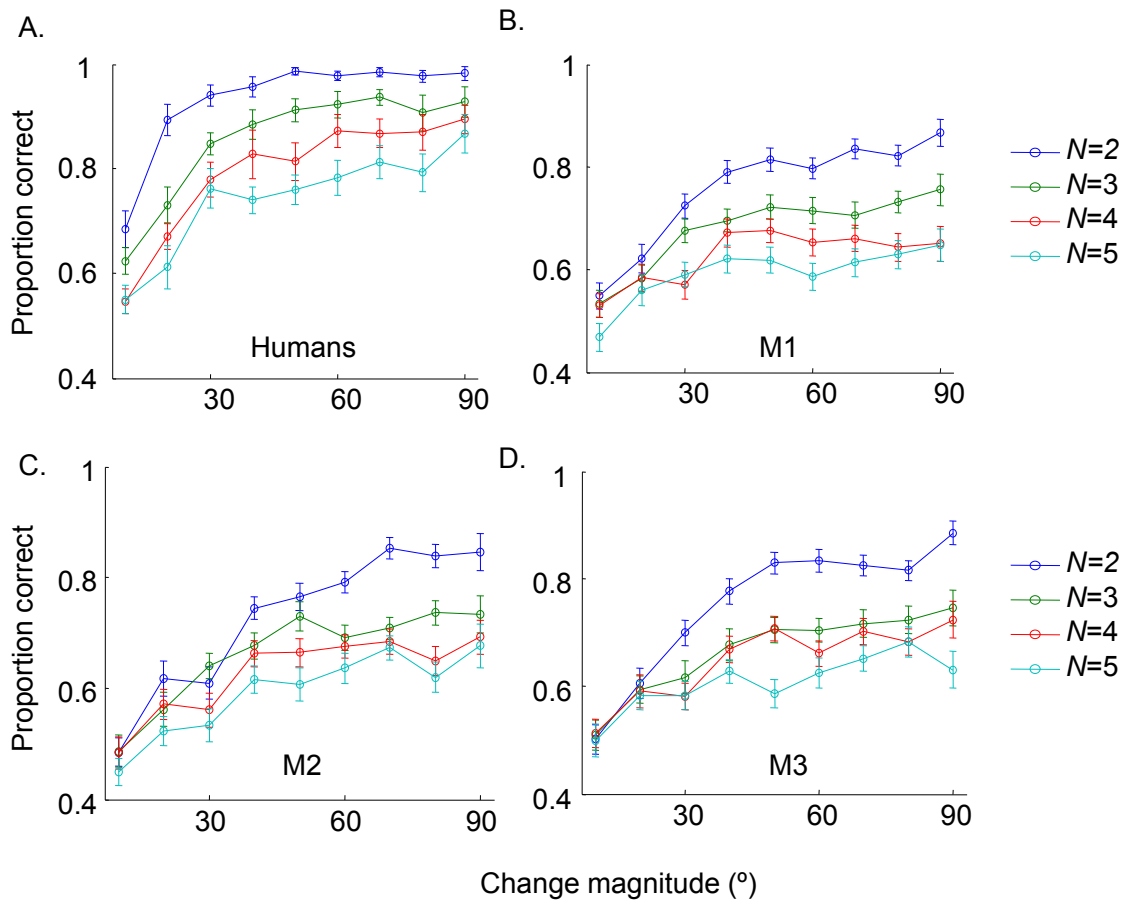 A.
B.
Proportion correct
1
0.8
0.6
0.4
30
60
90
Humans
1
0.8
0.6
0.4
30
60
90
M1
N=2
N=3
N=4
N=5
C.
D.
Proportion correct
1
0.8
0.6
0.4
30
60
90
M2
1
0.8
0.6
0.4
30
60
90
M3
N=2
N=3
N=4
N=5
Change magnitude (º)